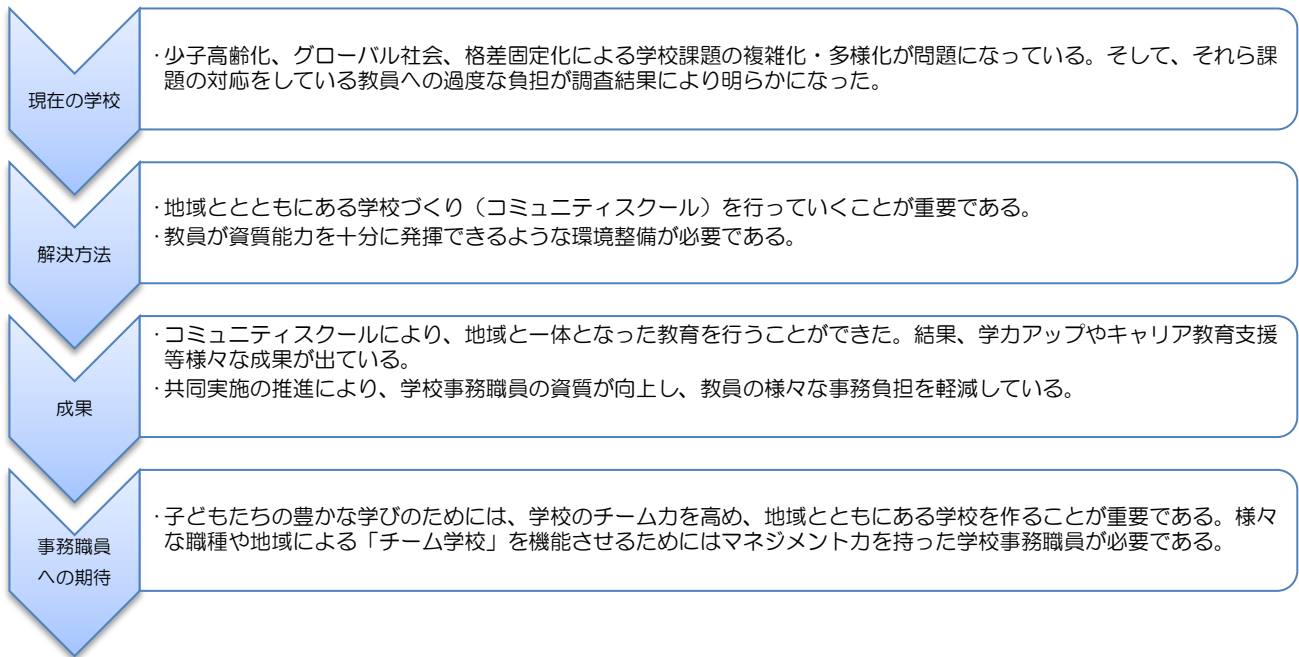 現在の学校
・少子高齢化、グローバル社会、格差固定化による学校課題の複雑化・多様化が問題になっている。そして、それら課
題の対応をしている教員への過度な負担が調査結果により明らかになった。
解決方法
・地域ととともにある学校づくり（コミュニティスクール）を行っていくことが重要である。
・教員が資質能力を十分に発揮できるような環境整備が必要である。
成果
・コミュニティスクールにより、地域と一体となった教育を行うことができた。結果、学力アップやキャリア教育支援
等様々な成果が出ている。
・共同実施の推進により、学校事務職員の資質が向上し、教員の様々な事務負担を軽減している。
事務職員
への期待
・子どもたちの豊かな学びのためには、学校のチーム力を高め、地域とともにある学校を作ることが重要である。様々
な職種や地域による「チーム学校」を機能させるためにはマネジメント力を持った学校事務職員が必要である。